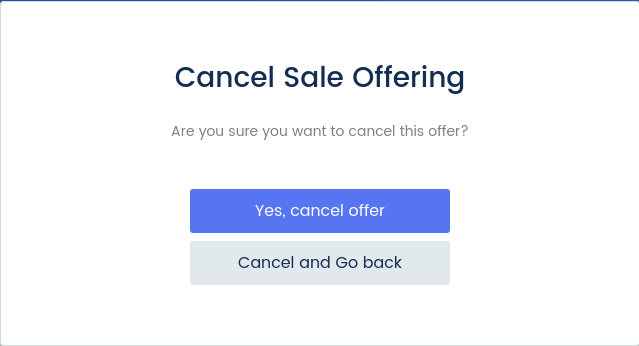 Cancel Sale Offering
Are you sure you want to cancel this offer?
Yes, cancel offer
Cancel and Go back